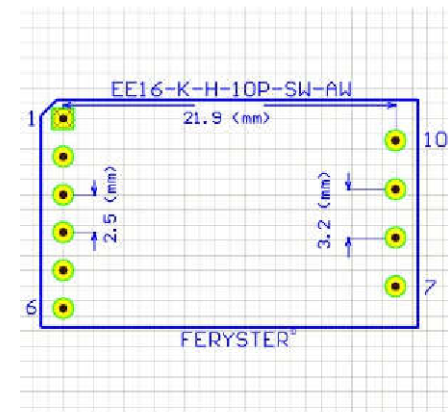 EE16-K-H-10P-SW-AW
21.9 (mm)
1
10
2.5 (mm)
3.2 (mm)
6
7
FERYSTER